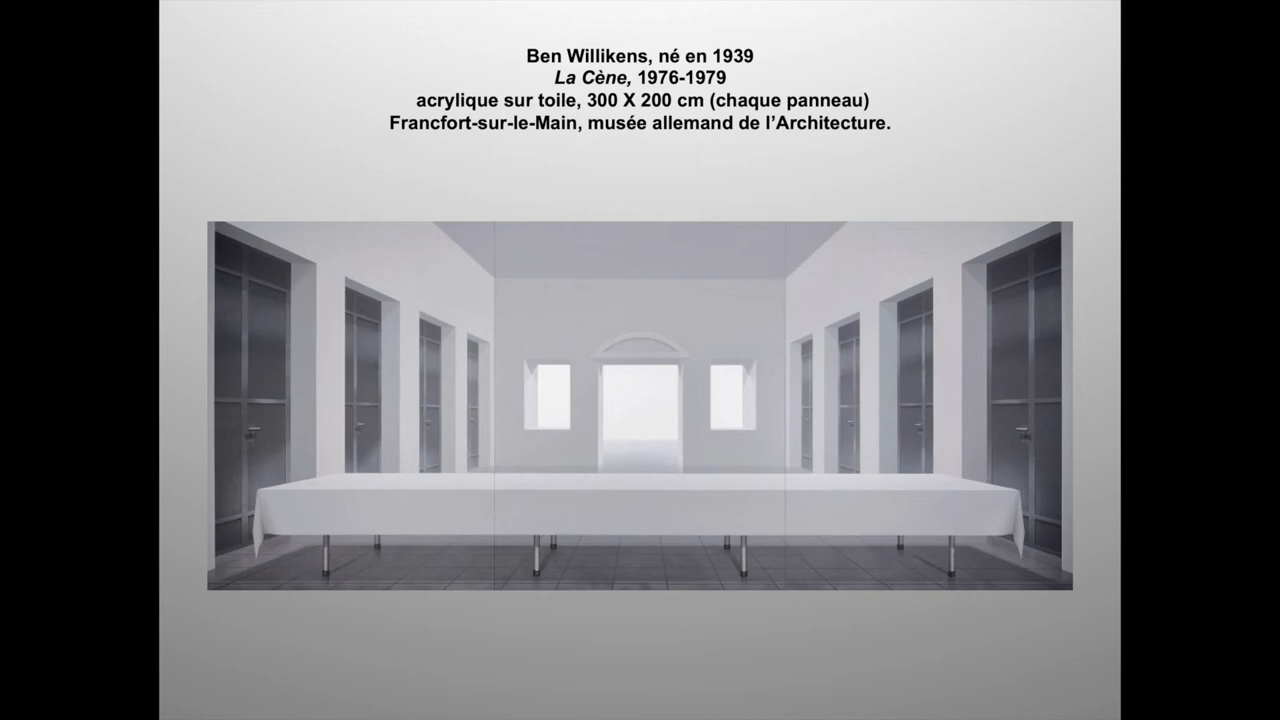 Ben Willikens, né en 1939
La Cène, 1976-1979
acrylique sur toile, 300 X 200 cm (chaque panneau)
Francfort-sur-le-Main, musée allemand de l’Architecture.